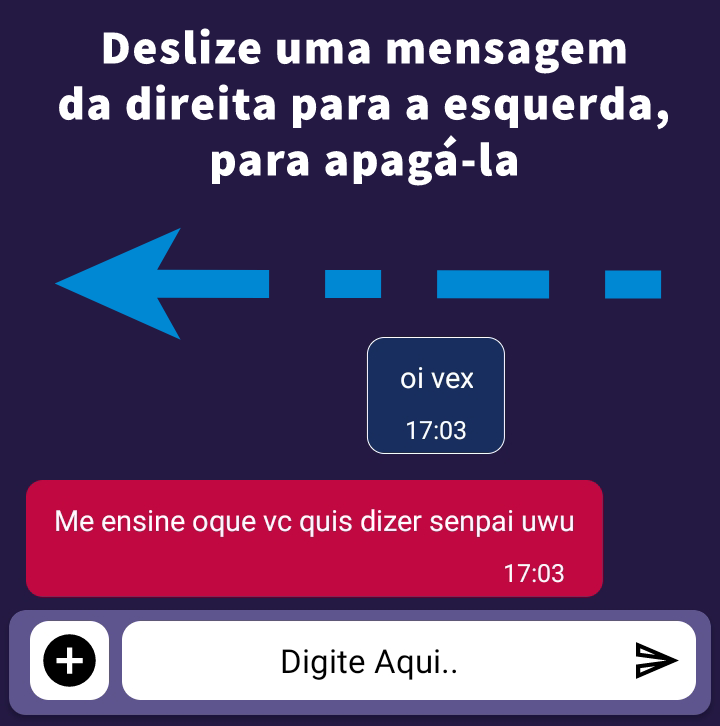 Deslize uma mensagem
da direita para a esquerda,
para apagá-la
oi vex
17:03
Me ensine oque vc quis dizer senpai uwu
17:03
Digite Aqui..